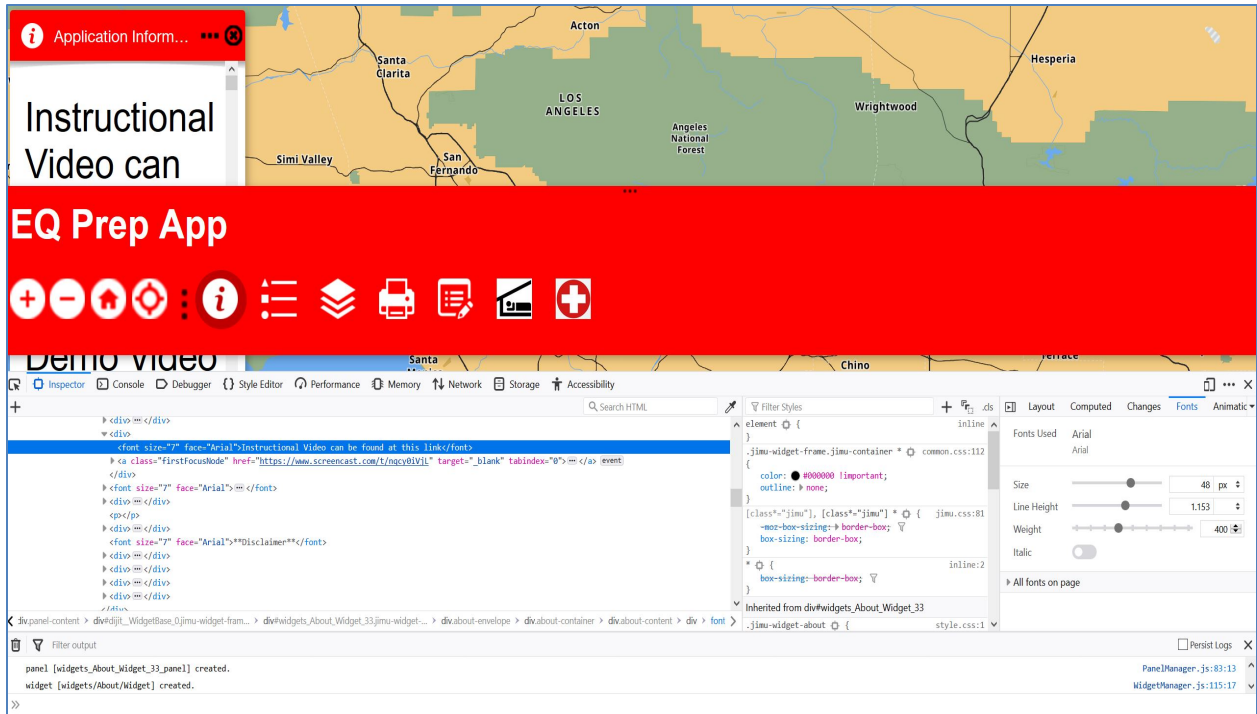 Application Inform...
Instructional
Video can
Acton
Santa
Clarita
LOS
ANGELES
Angeles
National
Forest
Wrightwood
Hesperia
Simi Valley
San
Fernando
EQ Prep App
Demo Video
Santa
Chino
Terrace
Inspector Console Debugger {} Style Editor Performance Memory Network Storage Accessibility
+ Search HTML
<div>⋯</div>
<div>
<font size="7" face="Arial">Instructional Video can be found at this link</font>
<a class="firstFocusNode" href="https://www.screencast.com/t/nqcy0iVjL" target="_blank" tabindex="0">⋯</a> event
</div>
<font size="7" face="Arial">⋯</font>
<div>⋯</div>
<p></p>
<div>⋯</div>
<font size="7" face="Arial">**Disclaimer**</font>
<div>⋯</div>
<div>⋯</div>
<div>⋯</div>
</div>
div.panel-content > div#dijit__WidgetBase_0.jimu-widget-fram... > div#widgets_About_Widget_33.jimu-widget-... > div.about-envelope > div.about-container > div.about-content > div > font
Filter Styles + .cls
element { inline
}
.jimu-widget-frame.jimu-container * common.css:112
{
color: #000000 !important;
outline: none;
}
[class*="jimu"], [class*="jimu"] * { jimu.css:81
-moz-box-sizing: border-box;
box-sizing: border-box;
}
* { inline:2
box-sizing: border-box;
}
Inherited from div#widgets_About_Widget_33
.jimu-widget-about { style.css:1
Layout Computed Changes Fonts Animatic
Fonts Used Arial
Arial
Size 48 px
Line Height 1.153
Weight 400
Italic
All fonts on page
Filter output Persist Logs
panel [widgets_About_Widget_33_panel] created. PanelManager.js:83:13
widget [widgets/About/Widget] created. WidgetManager.js:115:17
»